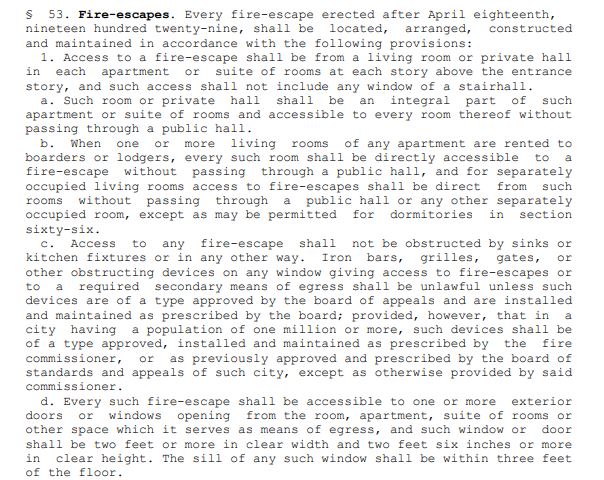 § 53. Fire-escapes. Every fire-escape erected after April eighteenth,
nineteen hundred twenty-nine, shall be located, arranged, constructed
and maintained in accordance with the following provisions:
1. Access to a fire-escape shall be from a living room or private hall
in each apartment or suite of rooms at each story above the entrance
story, and such access shall not include any window of a stairhall.
a. Such room or private hall shall be an integral part of such
apartment or suite of rooms and accessible to every room thereof without
passing through a public hall.
b. When one or more living rooms of any apartment are rented to
boarders or lodgers, every such room shall be directly accessible to a
fire-escape without passing through a public hall, and for separately
occupied living rooms access to fire-escapes shall be direct from such
rooms without passing through a public hall or any other separately
occupied room, except as may be permitted for dormitories in section
sixty-six.
c. Access to any fire-escape shall not be obstructed by sinks or
kitchen fixtures or in any other way. Iron bars, grilles, gates, or
other obstructing devices on any window giving access to fire-escapes or
to a required secondary means of egress shall be unlawful unless such
devices are of a type approved by the board of appeals and are installed
and maintained as prescribed by the board; provided, however, that in a
city having a population of one million or more, such devices shall be
of a type approved, installed and maintained as prescribed by the fire
commissioner, or as previously approved and prescribed by the board of
standards and appeals of such city, except as otherwise provided by said
commissioner.
d. Every such fire-escape shall be accessible to one or more exterior
doors or windows opening from the room, apartment, suite of rooms or
other space which it serves as means of egress, and such window or door
shall be two feet or more in clear width and two feet six inches or more
in clear height. The sill of any such window shall be within three feet
of the floor.